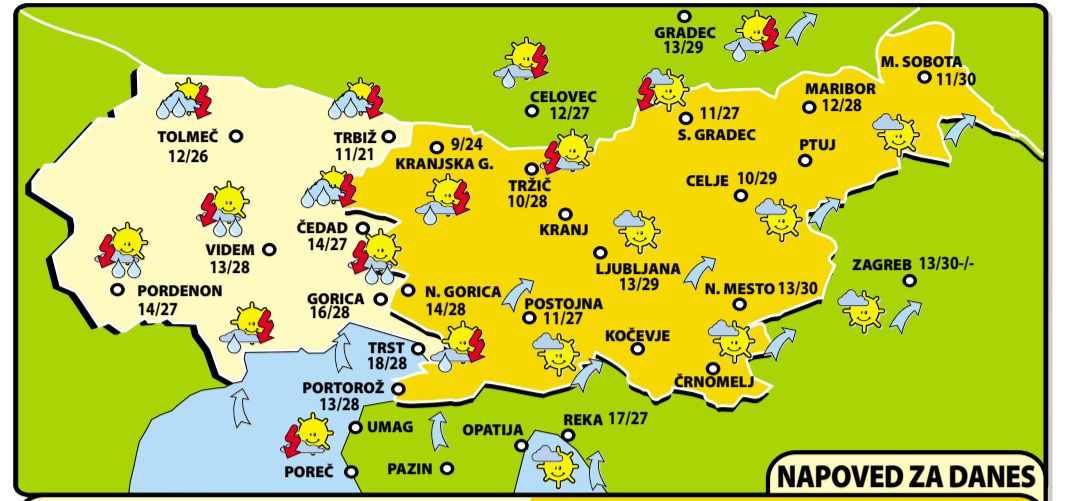 GRADEC
13/29
M. SOBOTA
11/30
CELOVEC
12/27
MARIBOR
12/28
11/27
S. GRADEC
TOLMEČ
12/26
TRBIŽ
11/21
9/24
KRANJSKA G.
PTUJ
TRŽIČ
10/28
CELJE 10/29
KRANJ
ČEDAD
14/27
VIDEM
13/28
LJUBLJANA
13/29
ZAGREB 13/30-/-
PORDENON
14/27
GORICA
16/28
N. GORICA
14/28
N. MESTO 13/30
POSTOJNA
11/27
KOČEVJE
TRST
18/28
ČRNOMELJ
PORTOROŽ
13/28
UMAG
OPATIJA
REKA 17/27
POREČ
PAZIN
NAPOVED ZA DANES